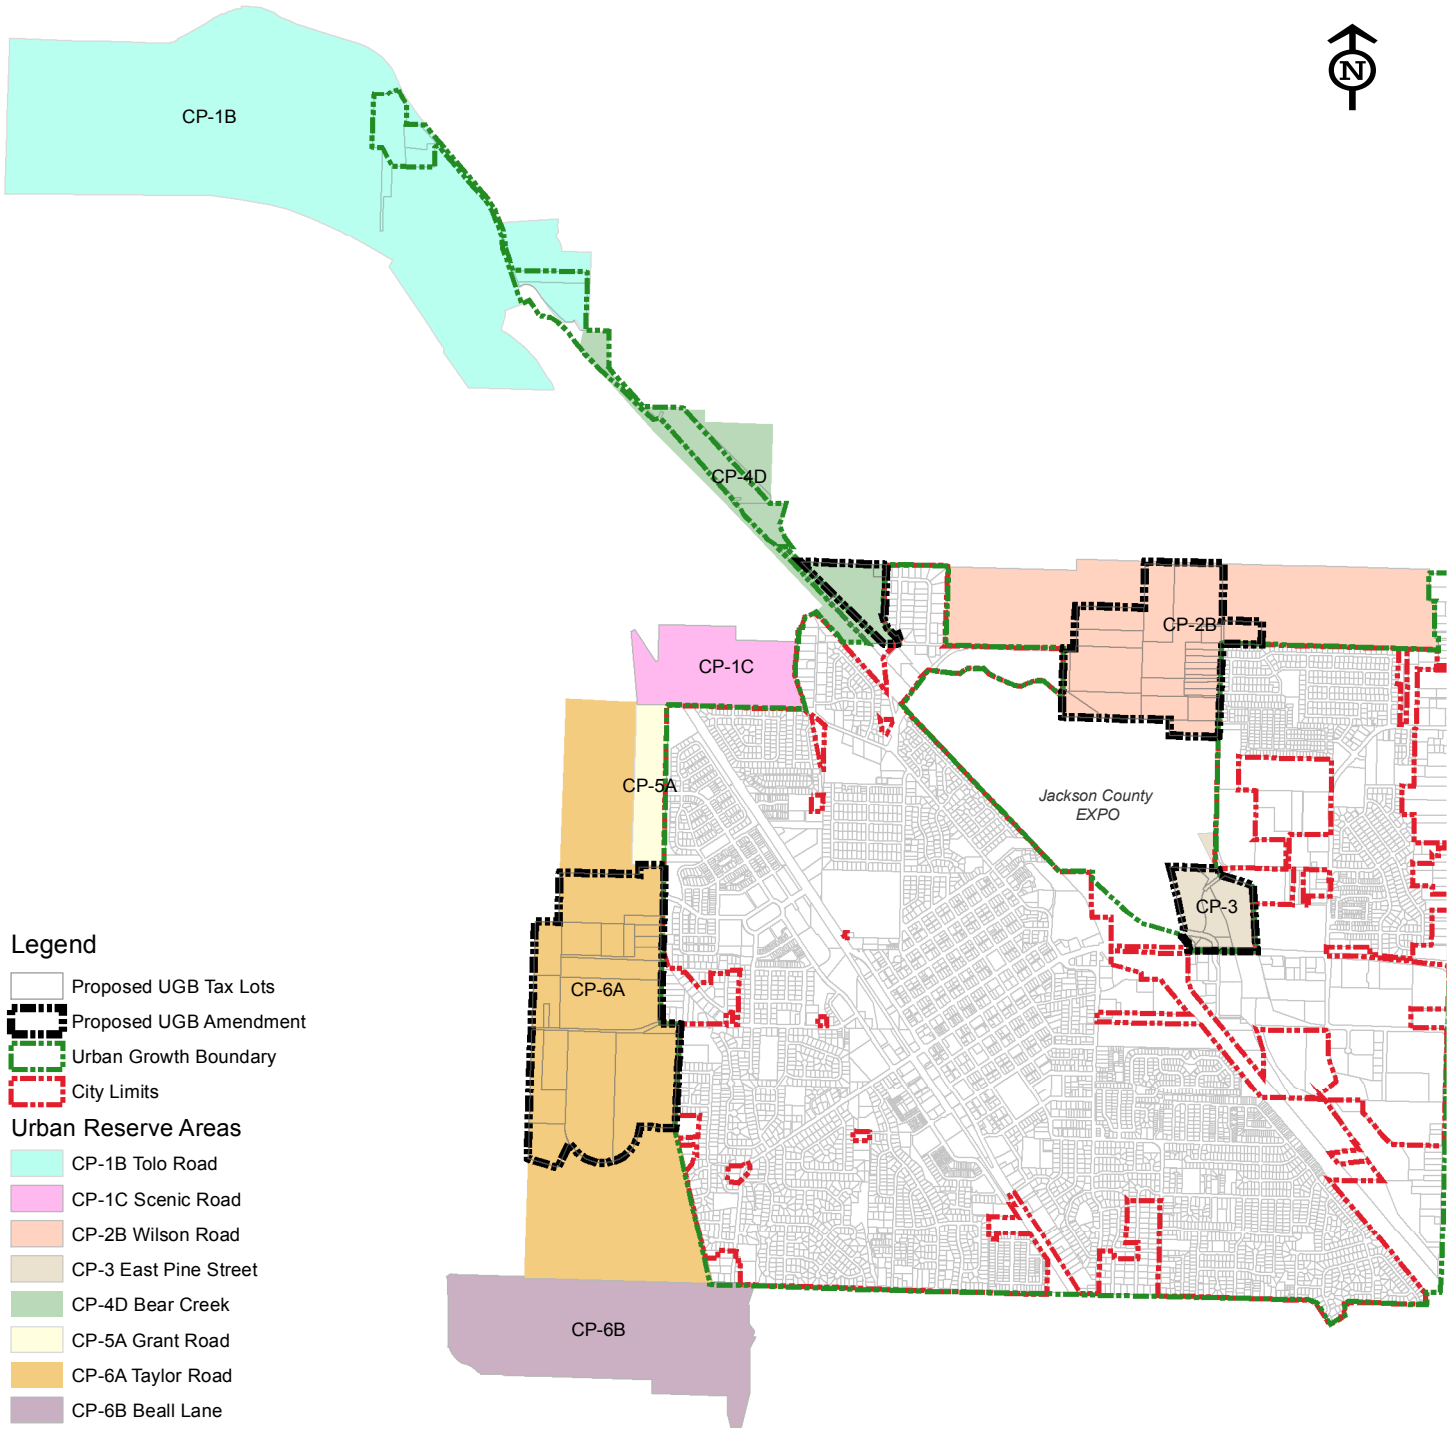 N
CP-1B
CP-4D
CP-2B
CP-1C
CP-5A
Jackson County
EXPO
CP-3
CP-6A
CP-6B
Legend
Proposed UGB Tax Lots
Proposed UGB Amendment
Urban Growth Boundary
City Limits
Urban Reserve Areas
CP-1B Tolo Road
CP-1C Scenic Road
CP-2B Wilson Road
CP-3 East Pine Street
CP-4D Bear Creek
CP-5A Grant Road
CP-6A Taylor Road
CP-6B Beall Lane